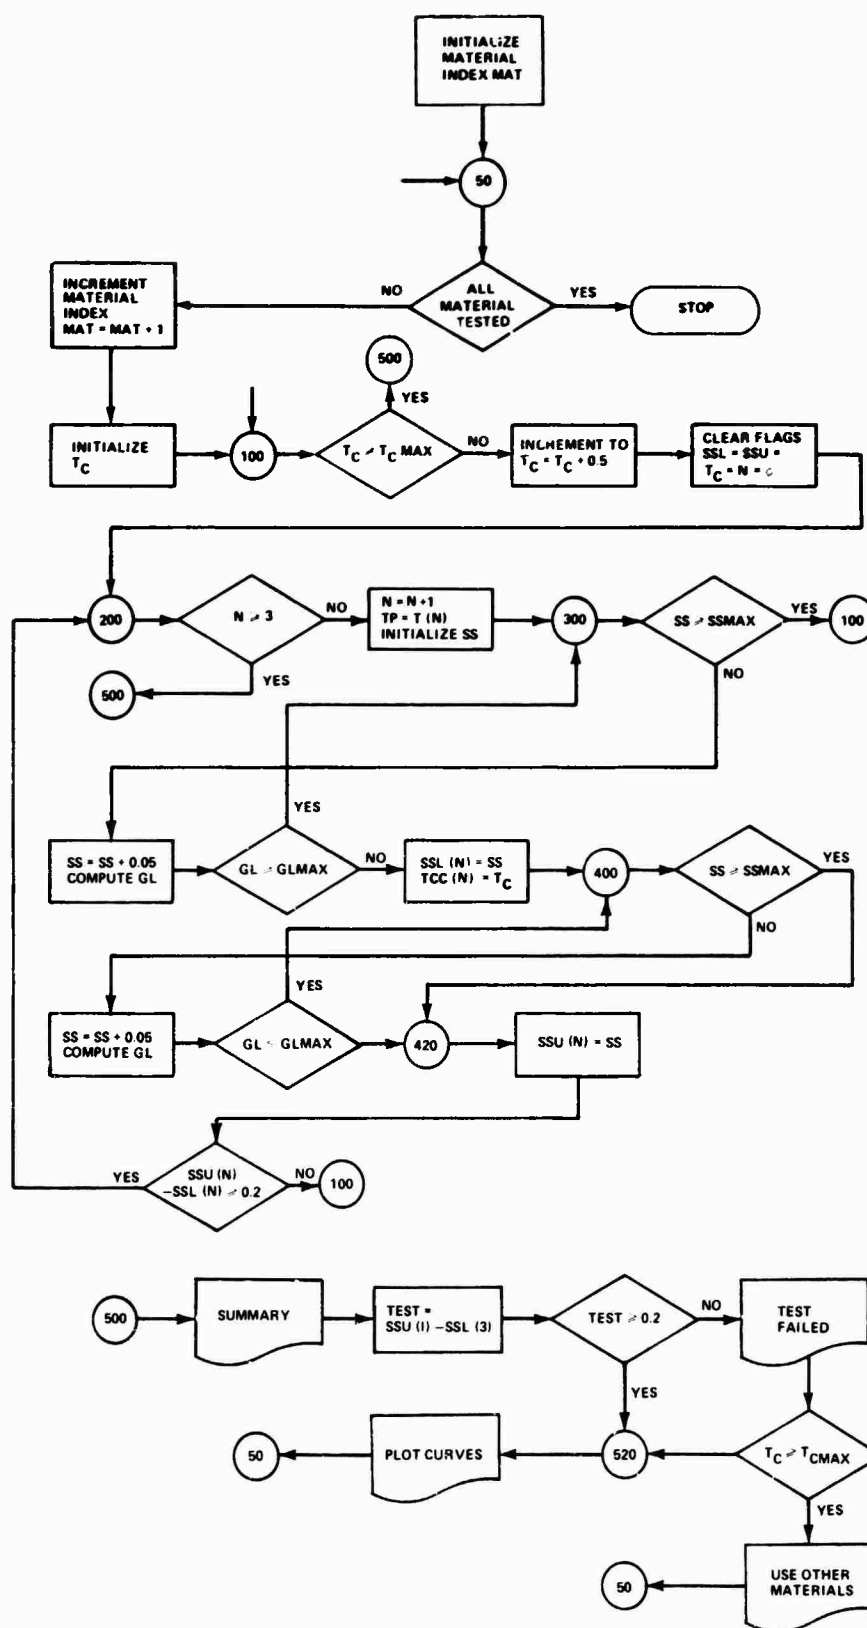 INITIALIZE
MATERIAL
INDEX MAT
50
INCREMENT
MATERIAL
INDEX
MAT = MAT + 1
NO
ALL
MATERIAL
TESTED
YES
STOP
500
YES
INITIALIZE
TC
100
TC ≥ TC MAX
NO
INCREMENT TO
TC = TC + 0.5
CLEAR FLAGS
SSL = SSU =
TC = N =
200
N ≥ 3
NO
N = N+1
TP = T (N)
INITIALIZE SS
300
SS ≥ SSMAX
YES
100
500
YES
NO
YES
SS = SS + 0.05
COMPUTE GL
GL ≥ GLMAX
NO
SSL (N) = SS
TCC (N) = TC
400
SS ≥ SSMAX
YES
NO
YES
SS = SS + 0.05
COMPUTE GL
GL GLMAX
420
SSU (N) = SS
YES
SSU (N)
-SSL (N) ≥ 0.2
NO
100
500
SUMMARY
TEST =
SSU (1) -SSL (3)
TEST ≥ 0.2
NO
TEST
FAILED
YES
50
PLOT CURVES
520
TC ≥ TCMAX
YES
50
USE OTHER
MATERIALS